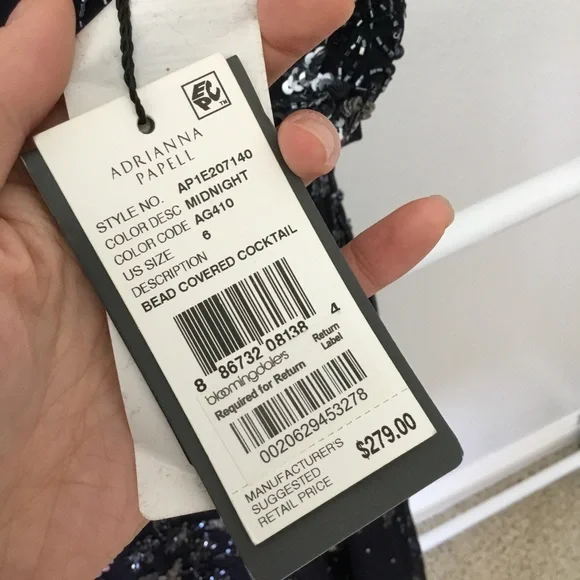 EPC™
ADRIANNA
PAPELL
STYLE NO. AP1E207140
COLOR DESC MIDNIGHT
COLOR CODE AG410
US SIZE 6
DESCRIPTION
BEAD COVERED COCKTAIL
8 86732 08138 4
bloomingdale's
Required for Return
Return
Label
0020629453278
MANUFACTURER'S
SUGGESTED
RETAIL PRICE
$279.00